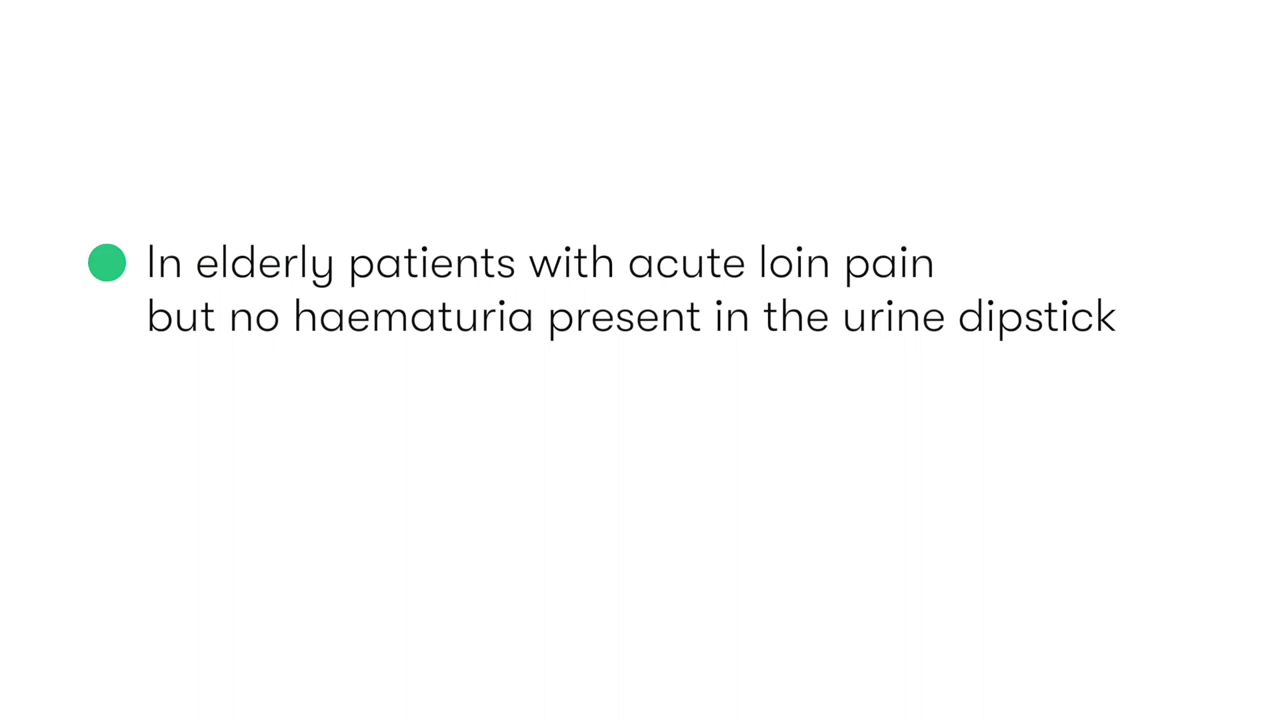 In elderly patients with acute loin pain
but no haematuria present in the urine dipstick